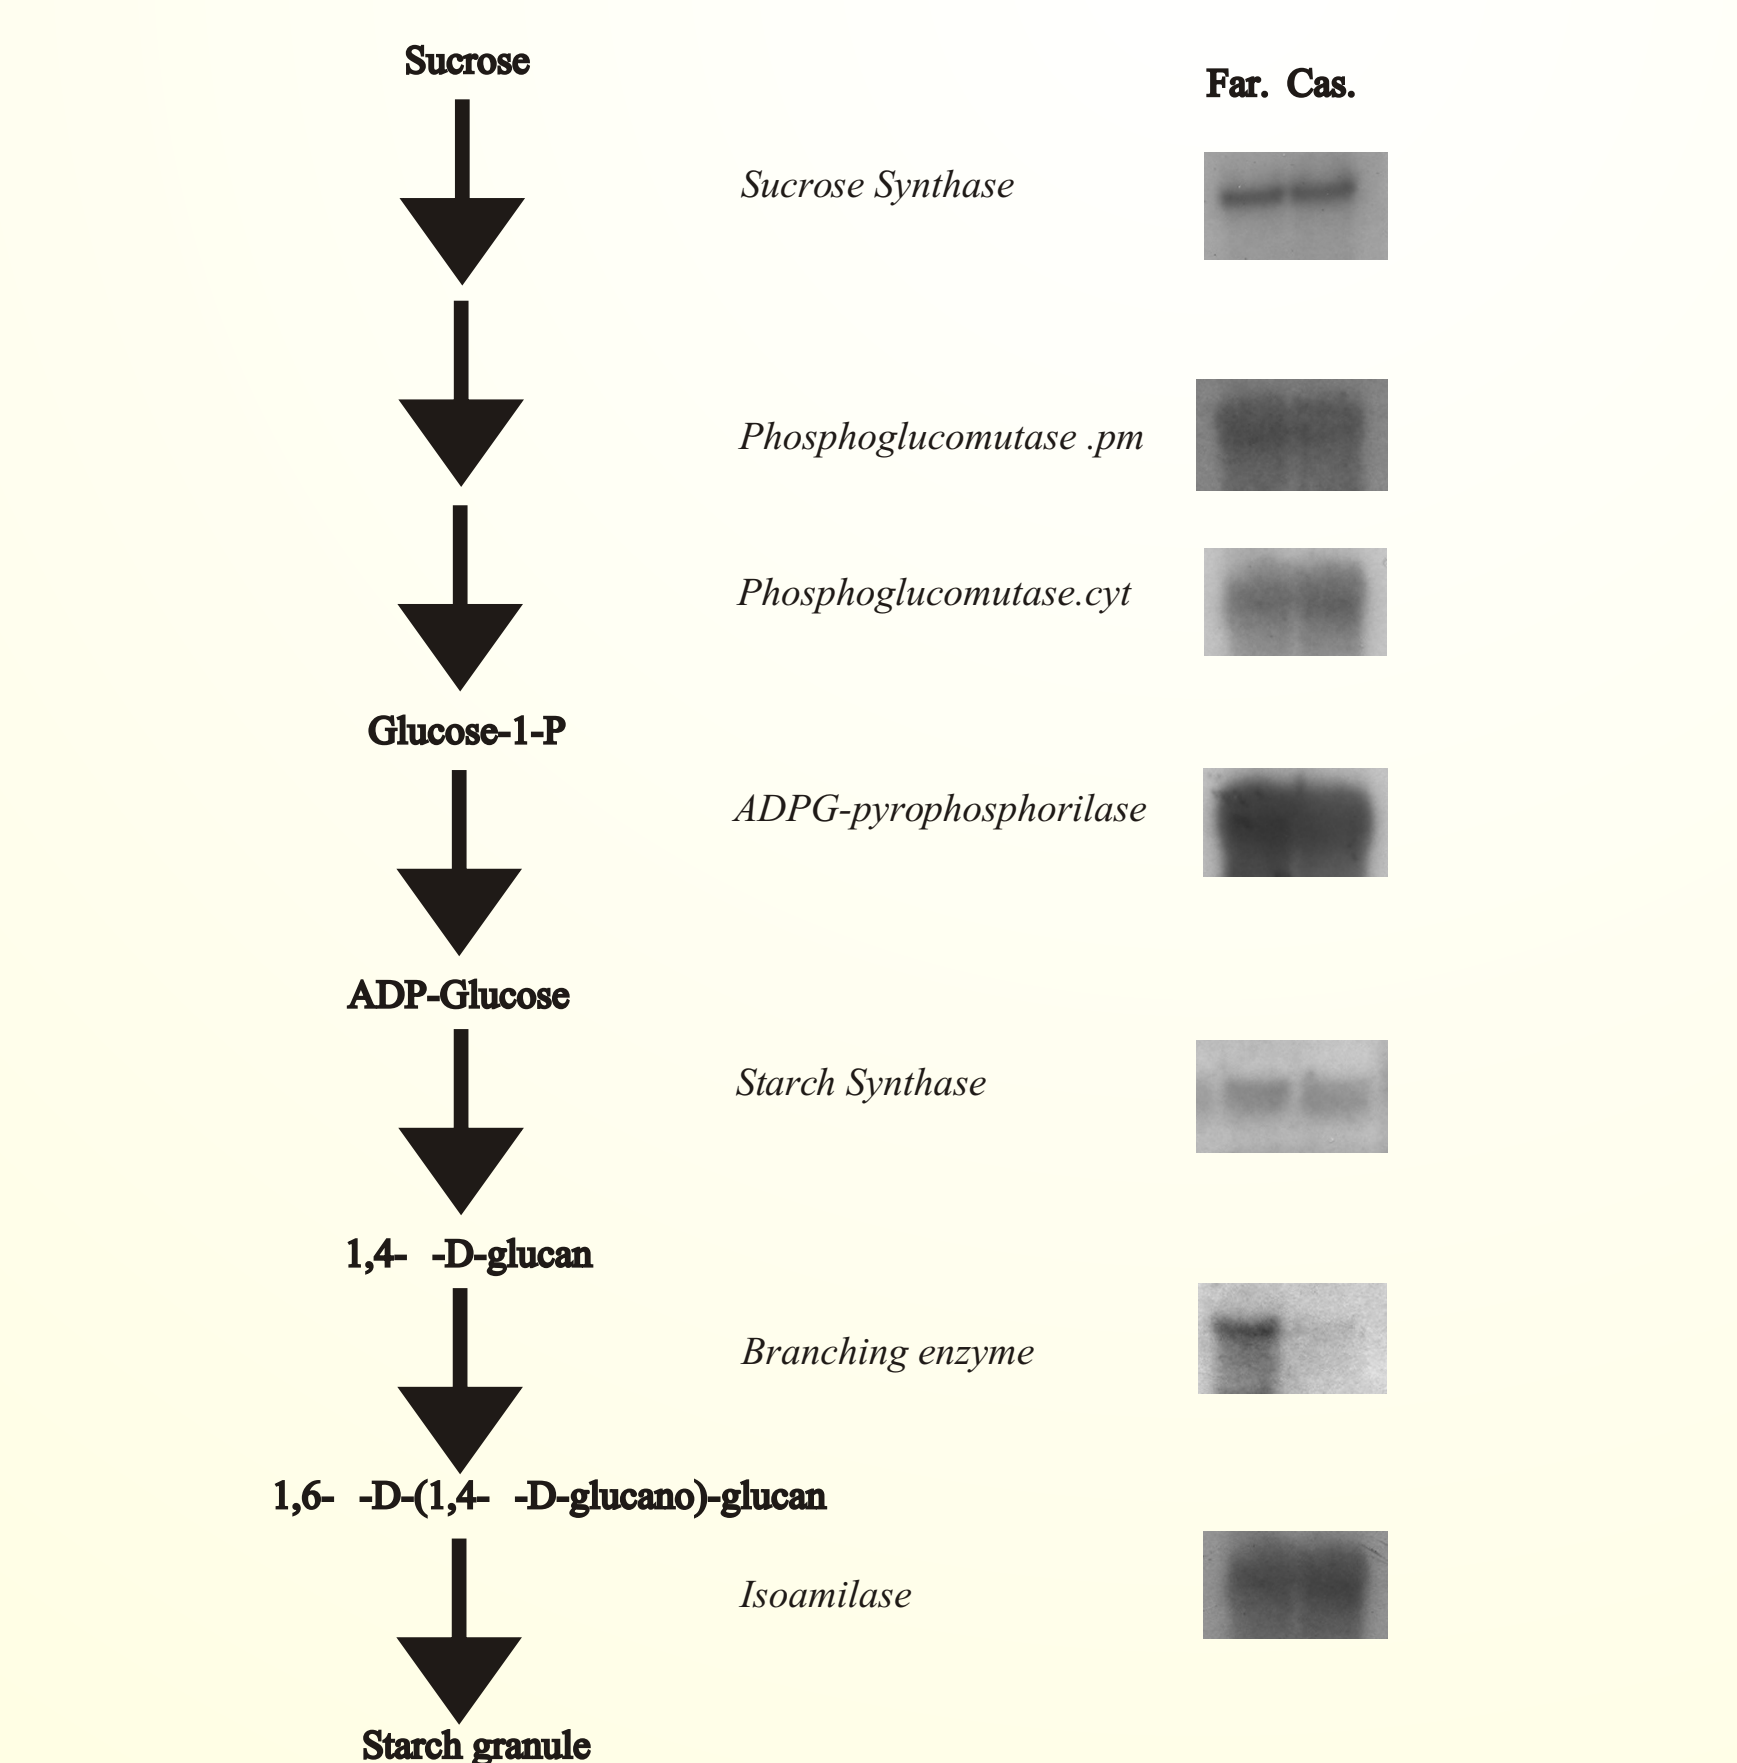 Sucrose
Far. Cas.
Sucrose Synthase
Phosphoglucomutase .pm
Phosphoglucomutase.cyt
Glucose-1-P
ADPG-pyrophosphorilase
ADP-Glucose
Starch Synthase
1,4- -D-glucan
Branching enzyme
1,6- -D-(1,4- -D-glucano)-glucan
Isoamilase
Starch granule